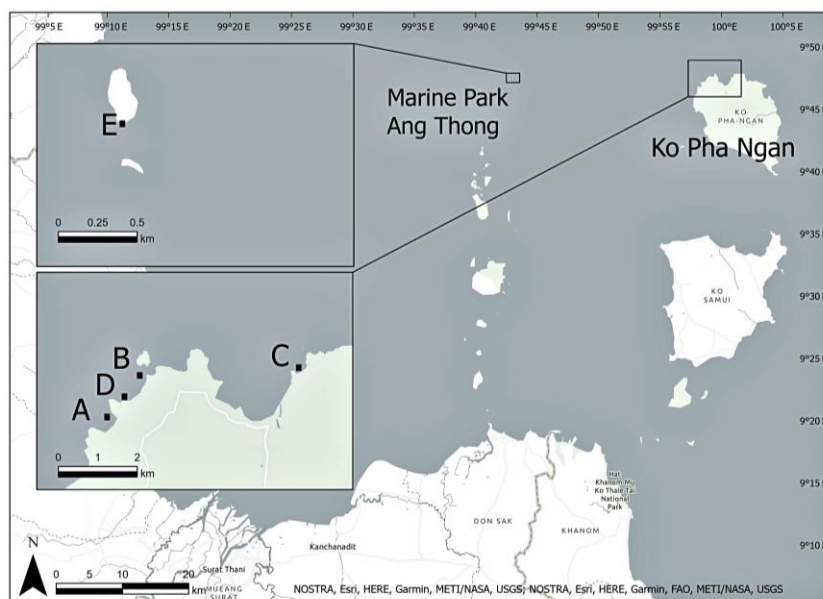 99°5'E 99°10'E 99°15'E 99°20'E 99°25'E 99°30'E 99°35'E 99°40'E 99°45'E 99°50'E 99°55'E 100°E 100°5'E
9°50'N
Marine Park
Ang Thong
KO
PHA-NGAN
9°45'N
E
Ko Pha Ngan
9°40'N
0 0.25 0.5
km
9°35'N
KO
SAMUI
9°30'N
9°25'N
B
C
D
A
9°20'N
0 1 2
km
Hat
Khanom-Mu
Ko Thale Tai
National
Park
9°15'N
DON SAK
KHANOM
Kanchanadit
9°10'N
N
Surat Thani
MUEANG
SURAT
0 10 20
km
NOSTRA, Esri, HERE, Garmin, METI/NASA, USGS; NOSTRA, Esri, HERE, Garmin, FAO, METI/NASA, USGS